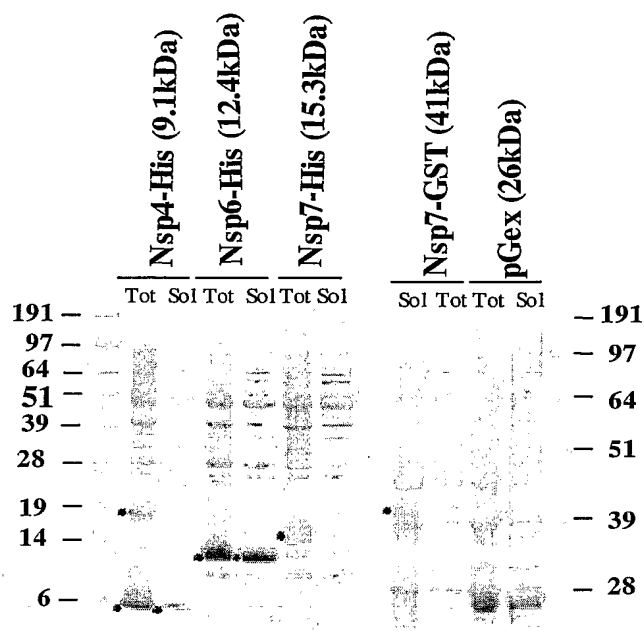 Nsp4-His (9.1kDa)
Nsp6-His (12.4kDa)
Nsp7-His (15.3kDa)
Nsp7-GST (41kDa)
pGex (26kDa)
Tot Sol Tot Sol Tot Sol
Sol Tot Tot Sol
191
97
64
51
39
28
19
14
6
191
97
64
51
39
28